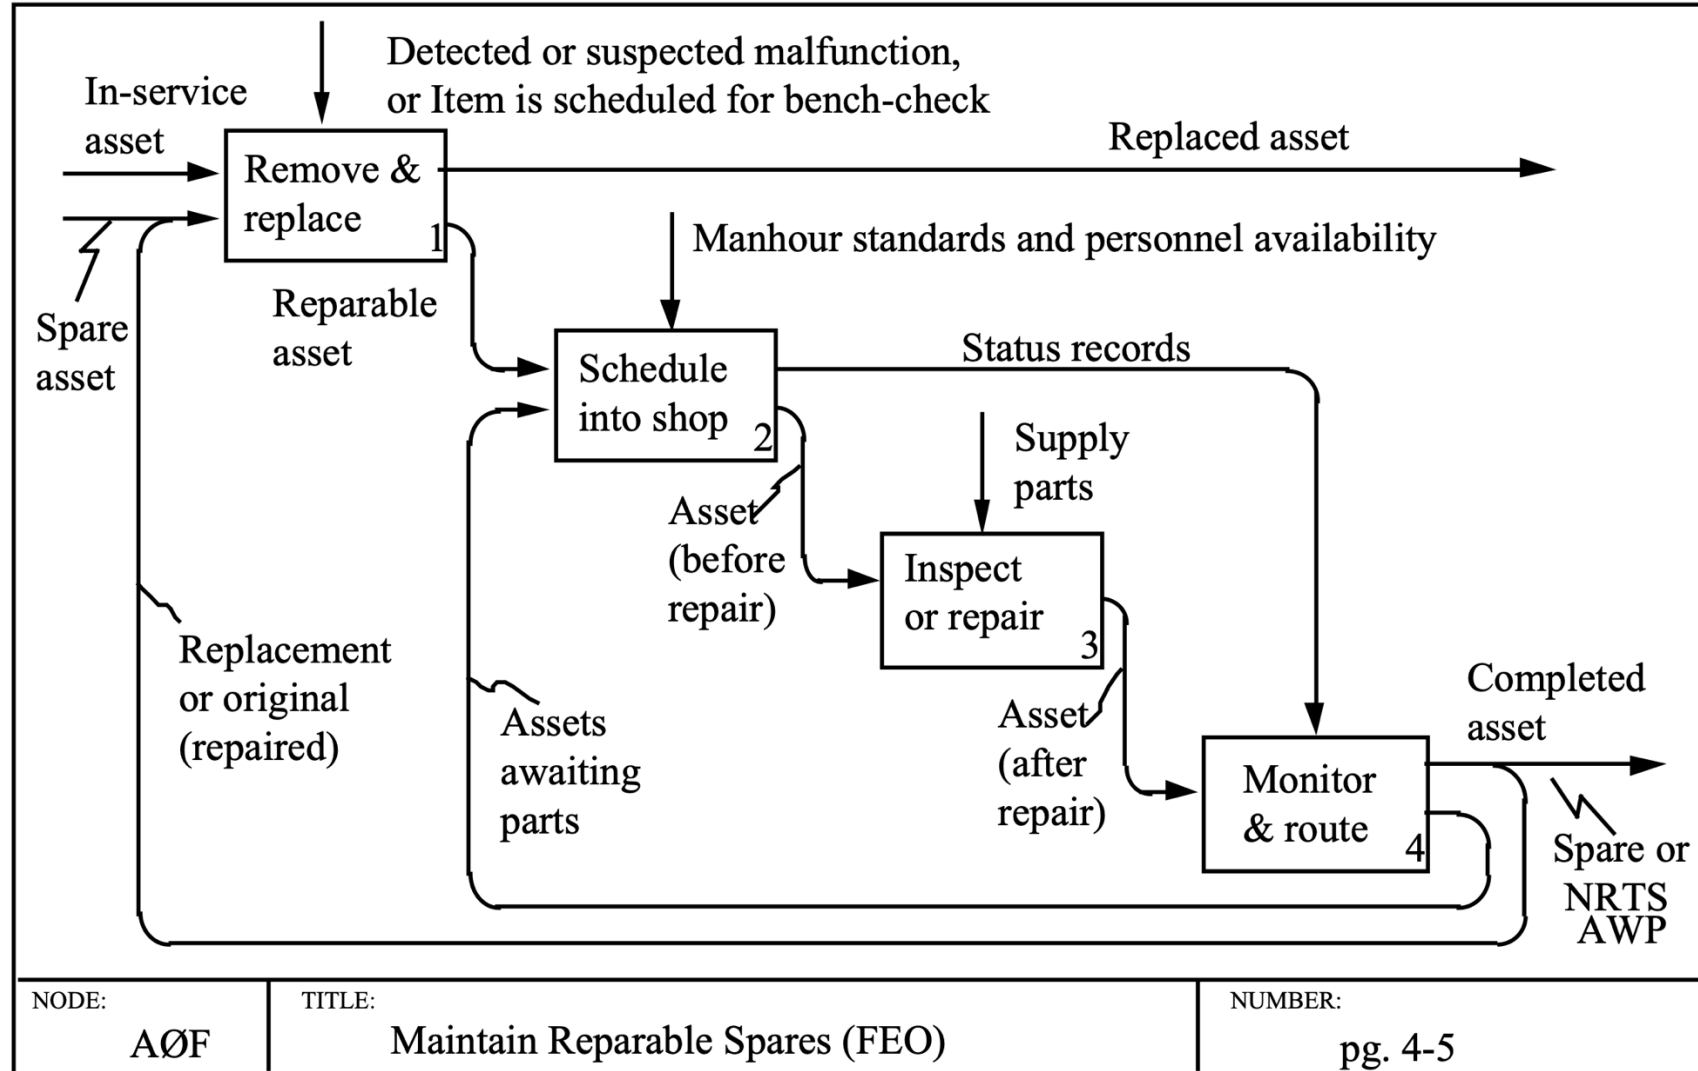 Detected or suspected malfunction,
or Item is scheduled for bench-check
In-service
asset
Remove &
replace
1
Replaced asset
Spare
asset
Reparable
asset
Manhour standards and personnel availability
Schedule
into shop
2
Status records
Supply
parts
Asset
(before
repair)
Inspect
or repair
3
Replacement
or original
(repaired)
Assets
awaiting
parts
Asset
(after
repair)
Monitor
& route
4
Completed
asset
Spare or
NRTS
AWP
NODE:
AØF
TITLE:
Maintain Reparable Spares (FEO)
NUMBER:
pg. 4-5